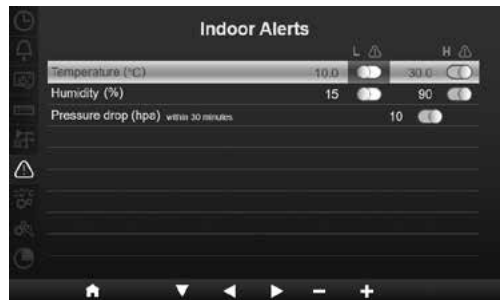 Indoor Alerts
L H
Temperature (°C) 10.0 30.0
Humidity (%) 15 90
Pressure drop (hpa) within 30 minutes 10